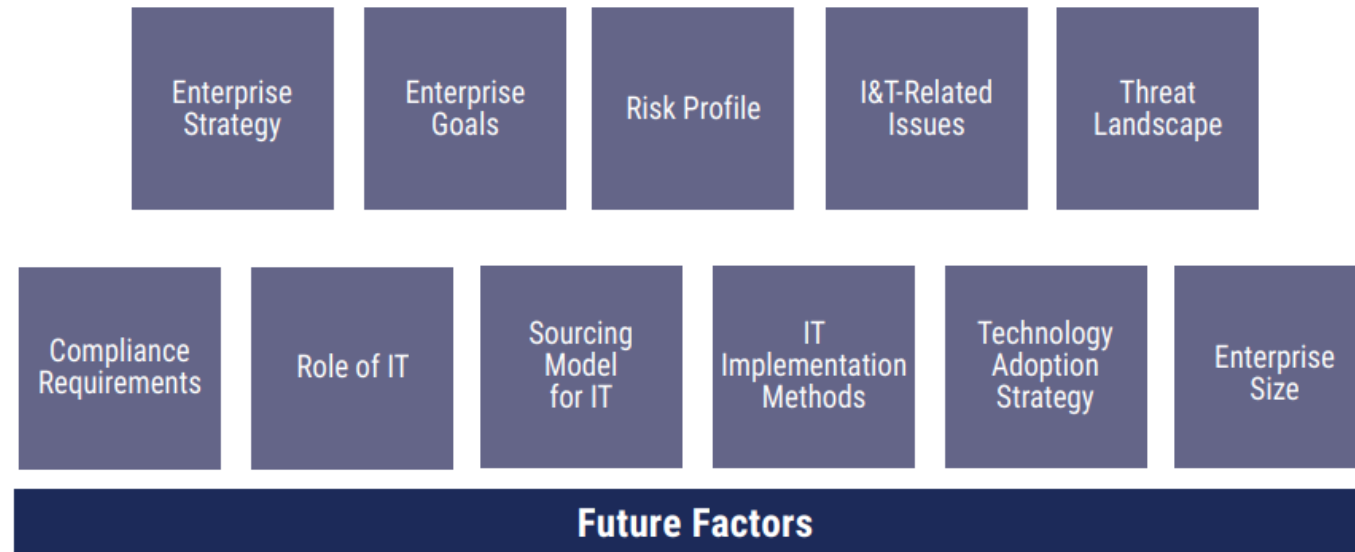 Enterprise
Strategy
Enterprise
Goals
Risk Profile
I&T-Related
Issues
Threat
Landscape
Compliance
Requirements
Role of IT
Sourcing
Model
for IT
IT
Implementation
Methods
Technology
Adoption
Strategy
Enterprise
Size
Future Factors